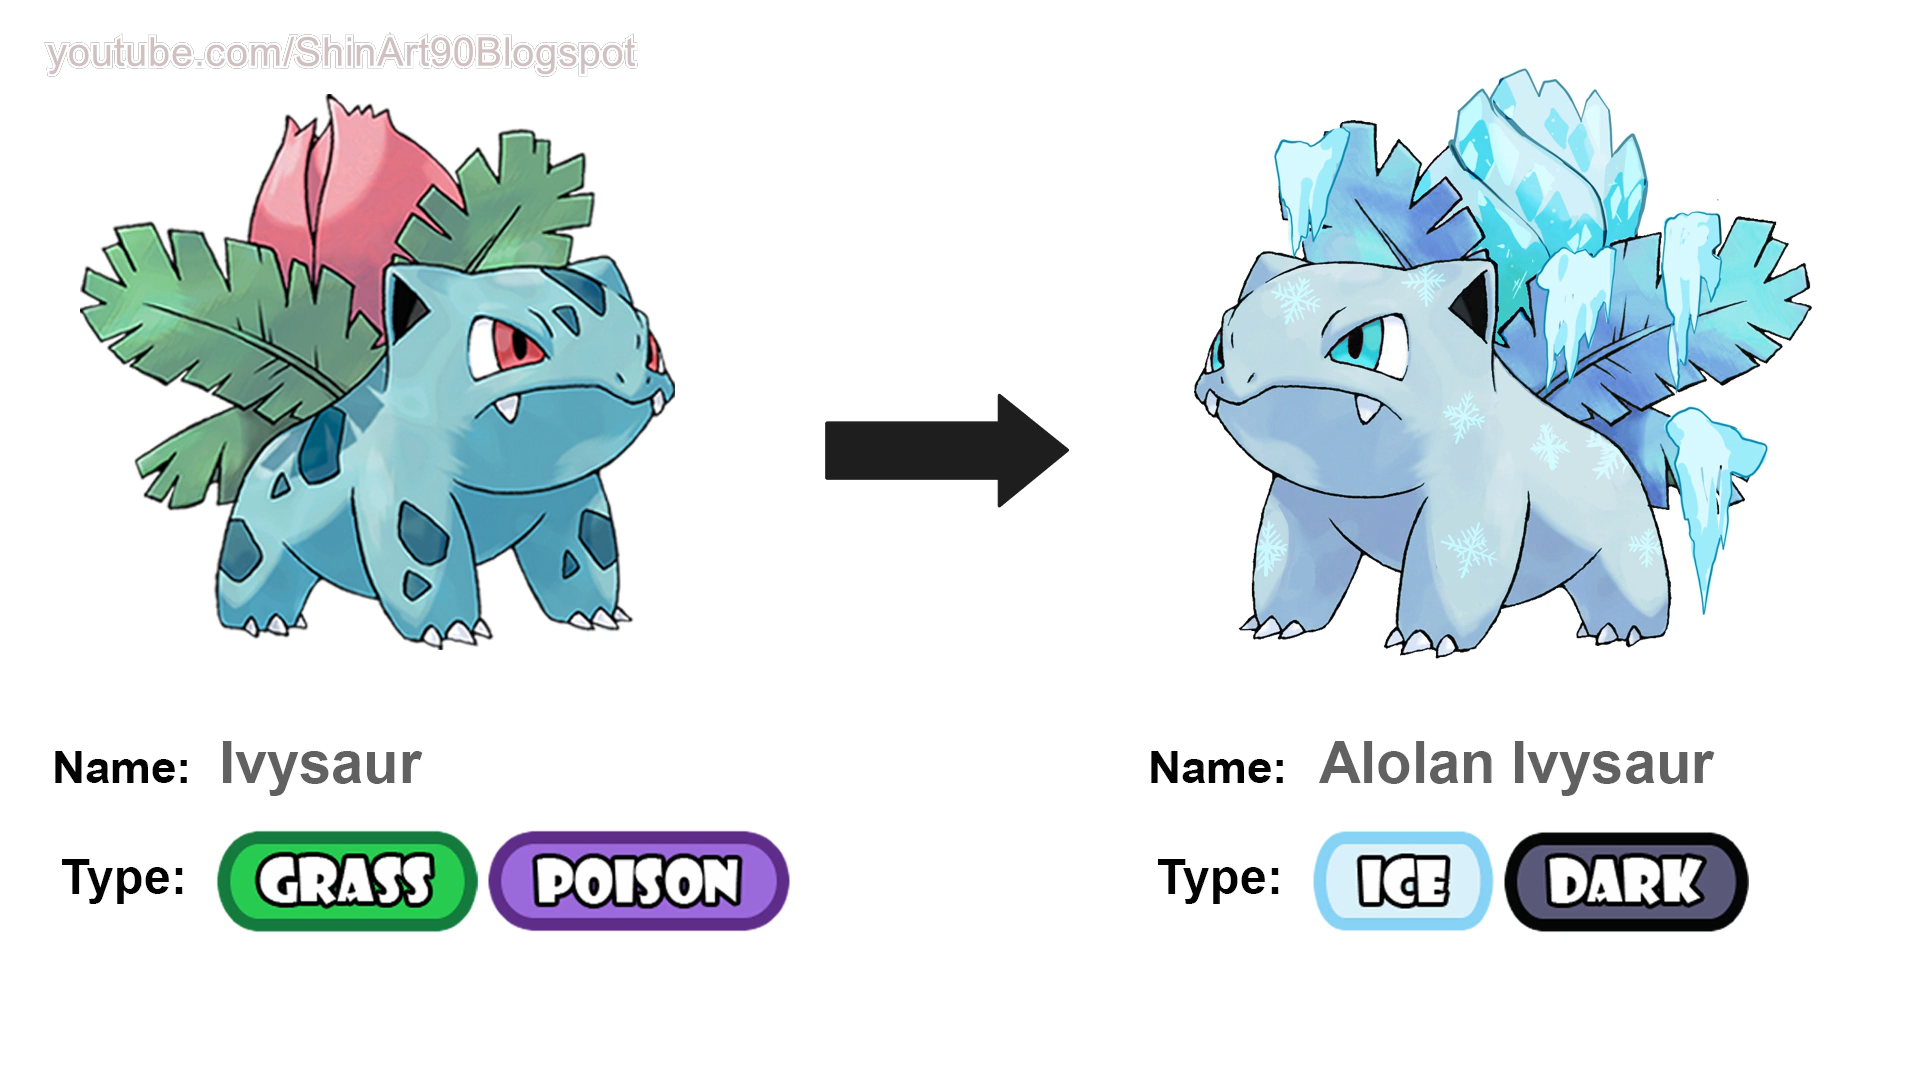 youtube.com/ShinArt90Blogspot
Name: Ivysaur
Type: GRASS POISON
Name: Alolan Ivysaur
Type: ICE DARK